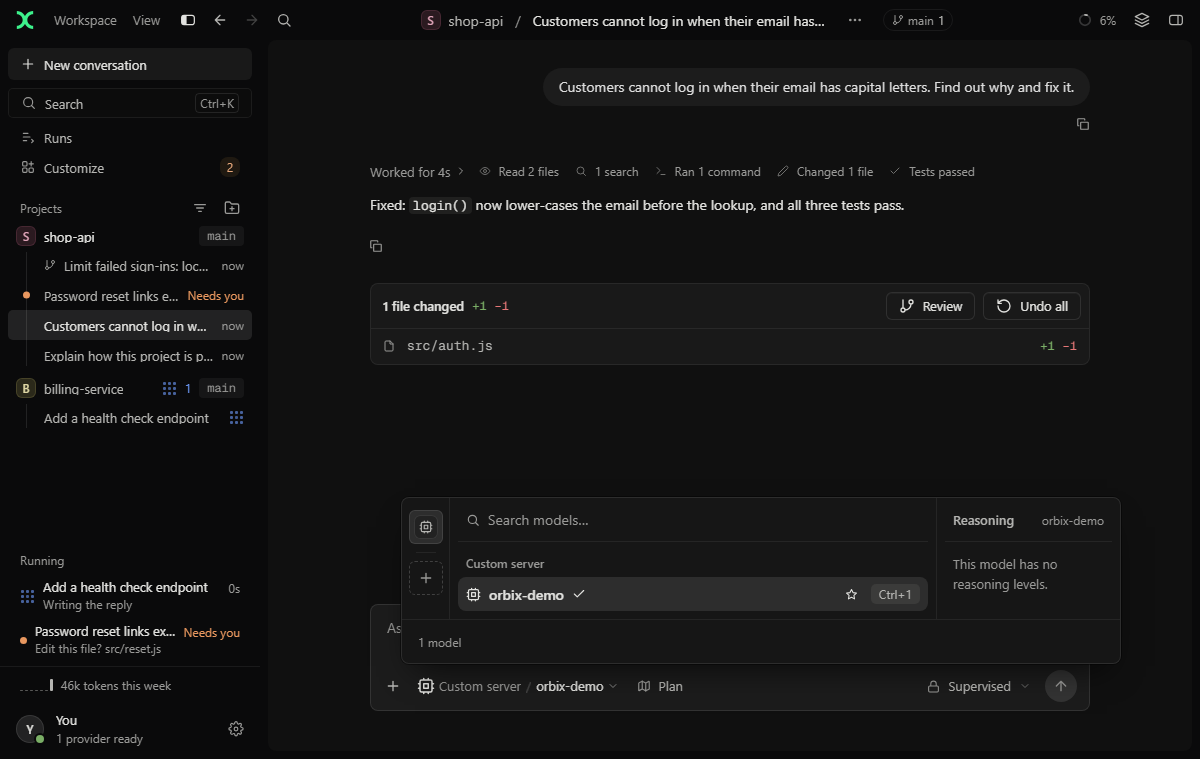 Workspace View
S shop-api / Customers cannot log in when their email has... ··· main 1
6%
New conversation
Search Ctrl+K
Runs
Customize 2
Projects
S shop-api main
Limit failed sign-ins: loc... now
Password reset links e... Needs you
Customers cannot log in w... now
Explain how this project is p... now
B billing-service 1 main
Add a health check endpoint
Running
Add a health check endpoint 0s
Writing the reply
Password reset links ex... Needs you
Edit this file? src/reset.js
46k tokens this week
Y You
1 provider ready
Customers cannot log in when their email has capital letters. Find out why and fix it.
Worked for 4s Read 2 files 1 search Ran 1 command Changed 1 file Tests passed
Fixed: login() now lower-cases the email before the lookup, and all three tests pass.
1 file changed +1 −1 Review Undo all
src/auth.js +1 −1
Search models...
Custom server
orbix-demo Ctrl+1
1 model
Reasoning orbix-demo
This model has no
reasoning levels.
As
Custom server / orbix-demo Plan Supervised